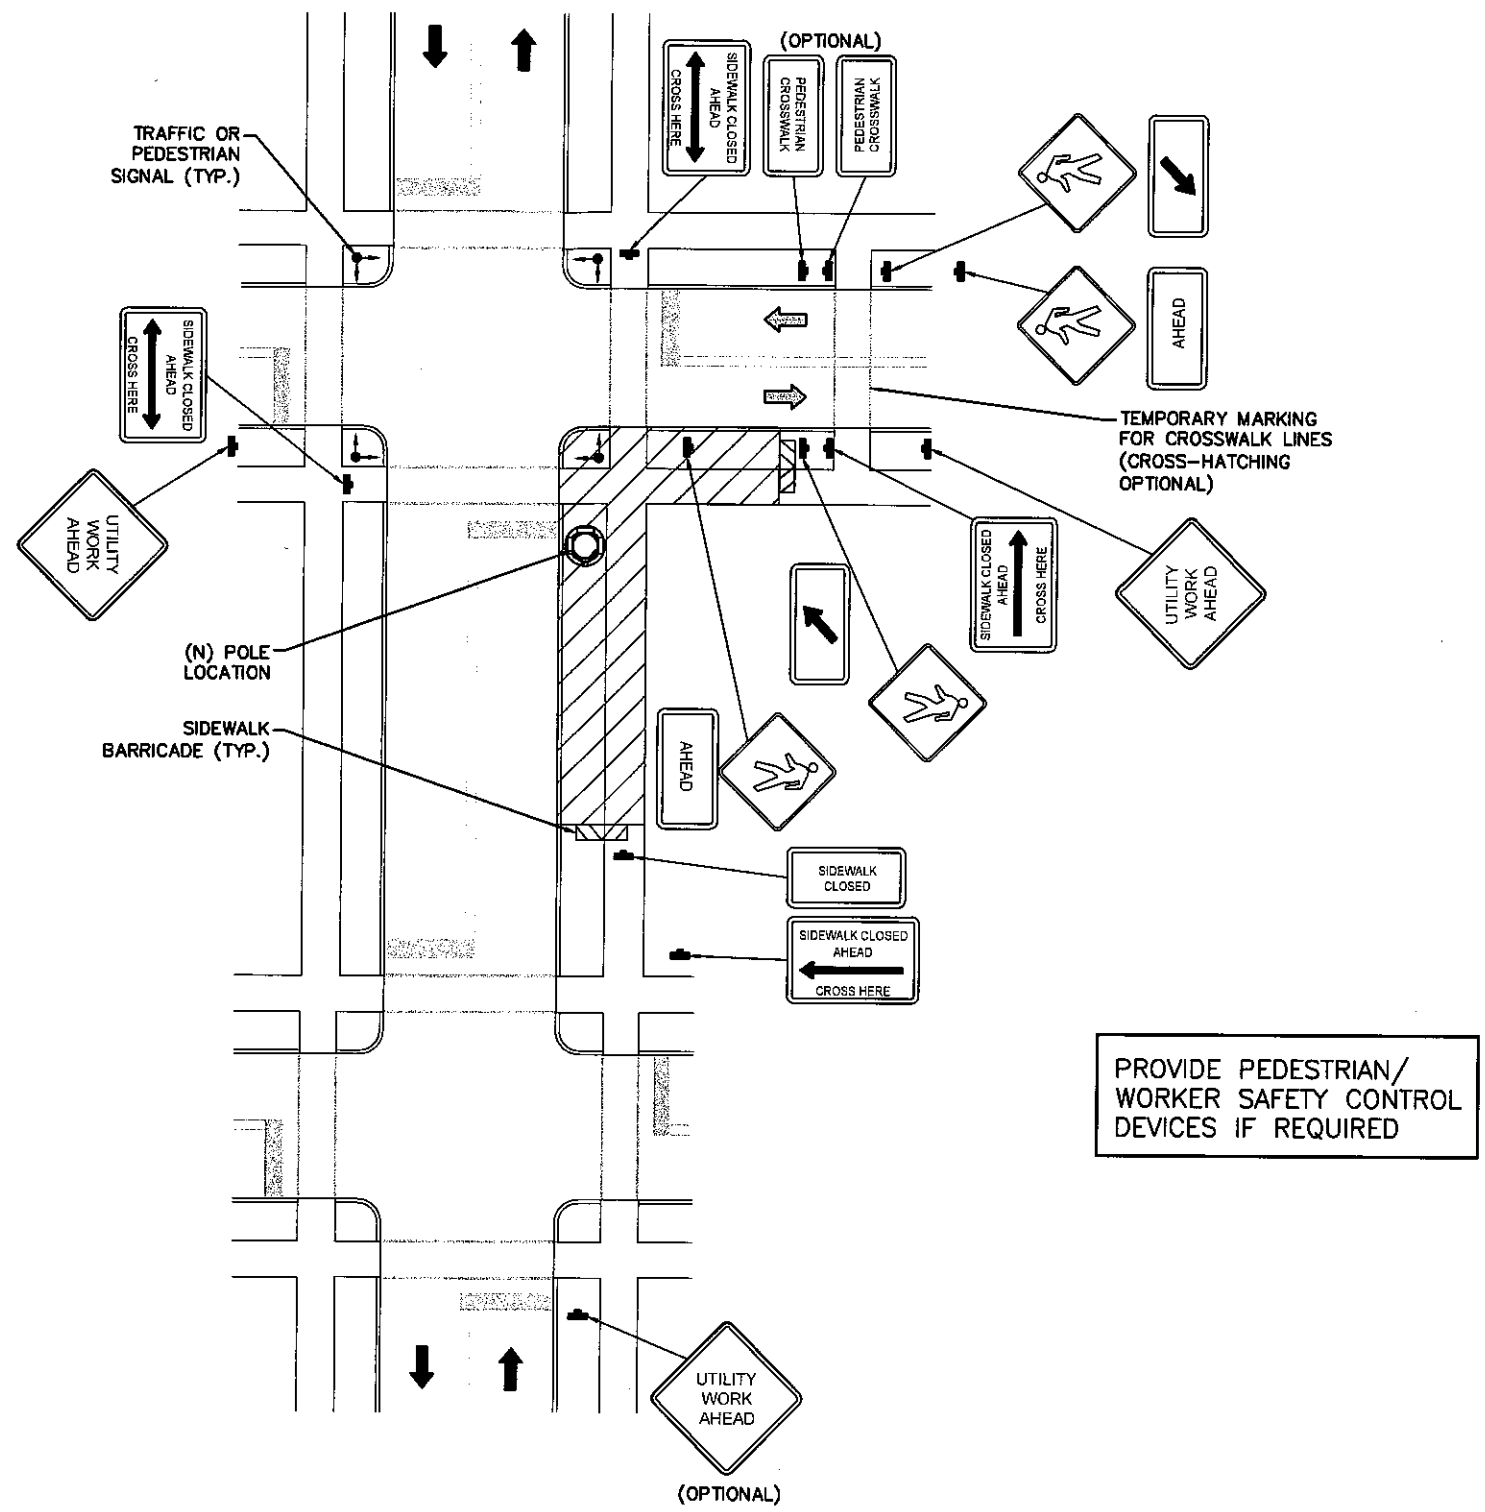 (OPTIONAL)
SIDEWALK CLOSED
AHEAD
CROSS HERE
PEDESTRIAN
CROSSWALK
PEDESTRIAN
CROSSWALK
TRAFFIC OR
PEDESTRIAN
SIGNAL (TYP.)
AHEAD
SIDEWALK CLOSED
AHEAD
CROSS HERE
TEMPORARY MARKING
FOR CROSSWALK LINES
(CROSS-HATCHING
OPTIONAL)
UTILITY
WORK
AHEAD
SIDEWALK CLOSED
AHEAD
CROSS HERE
UTILITY
WORK
AHEAD
(N) POLE
LOCATION
SIDEWALK
BARRICADE (TYP.)
AHEAD
SIDEWALK
CLOSED
SIDEWALK CLOSED
AHEAD
CROSS HERE
PROVIDE PEDESTRIAN/
WORKER SAFETY CONTROL
DEVICES IF REQUIRED
UTILITY
WORK
AHEAD
(OPTIONAL)